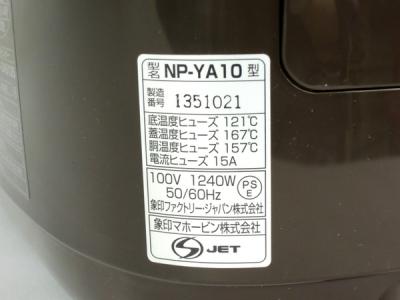 型名 NP-YA10 型
製造番号 I351021
底温度ヒューズ 121℃
蓋温度ヒューズ 167℃
胴温度ヒューズ 157℃
電流ヒューズ 15A
100V 1240W
50/60Hz
PSE
象印ファクトリー・ジャパン株式会社
象印マホービン株式会社
S JET